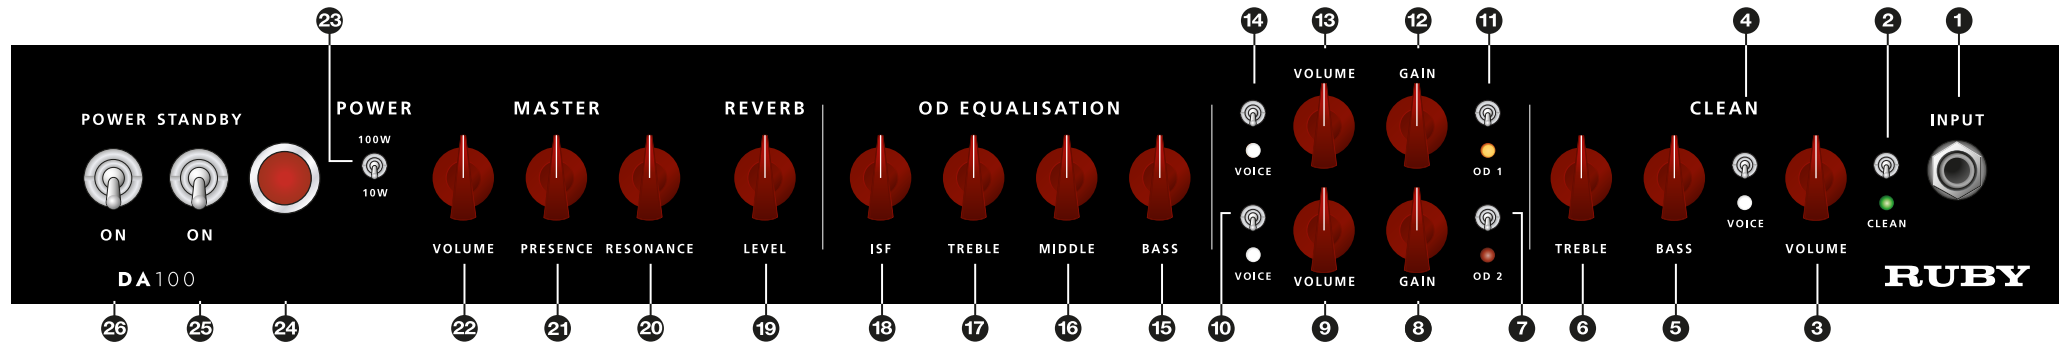 23 14 13 12 11 4 2 1
VOLUME GAIN
POWER MASTER REVERB OD EQUALISATION CLEAN
POWER STANDBY INPUT
100W
10W
VOICE OD 1
VOICE CLEAN
ON ON
VOLUME PRESENCE RESONANCE LEVEL ISF TREBLE MIDDLE BASS TREBLE BASS VOLUME
VOICE OD 2
VOLUME GAIN
DA100 RUBY
26 25 24 22 21 20 19 18 17 16 15 10 9 8 7 6 5 3